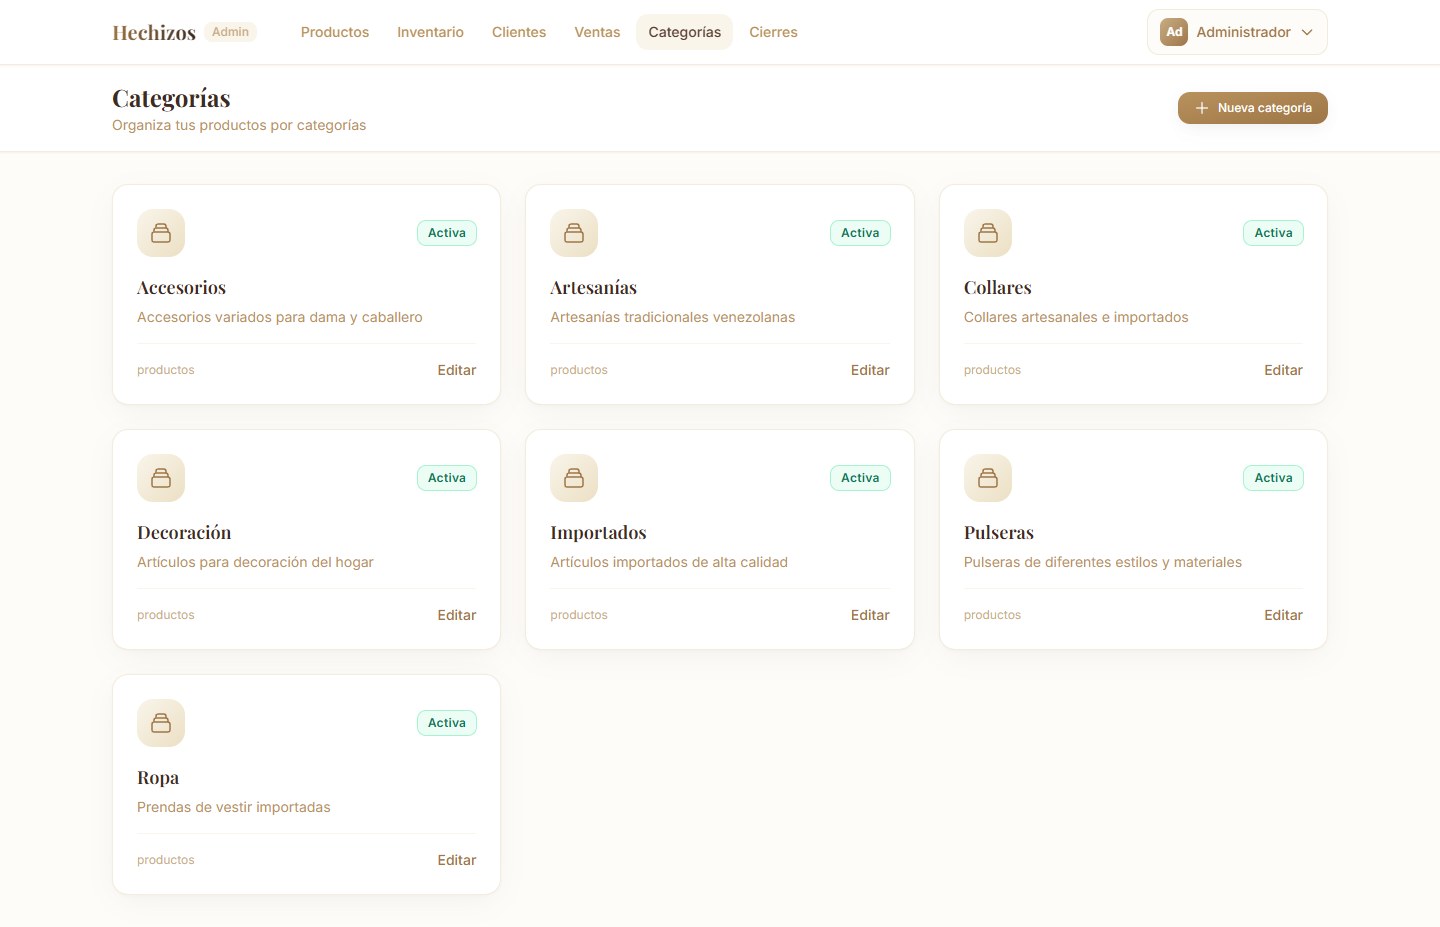 Hechizos Admin Productos Inventario Clientes Ventas Categorías Cierres Ad Administrador
Categorías
Organiza tus productos por categorías
Nueva categoría
Activa
Accesorios
Accesorios variados para dama y caballero
productos Editar
Activa
Artesanías
Artesanías tradicionales venezolanas
productos Editar
Activa
Collares
Collares artesanales e importados
productos Editar
Activa
Decoración
Artículos para decoración del hogar
productos Editar
Activa
Importados
Artículos importados de alta calidad
productos Editar
Activa
Pulseras
Pulseras de diferentes estilos y materiales
productos Editar
Activa
Ropa
Prendas de vestir importadas
productos Editar